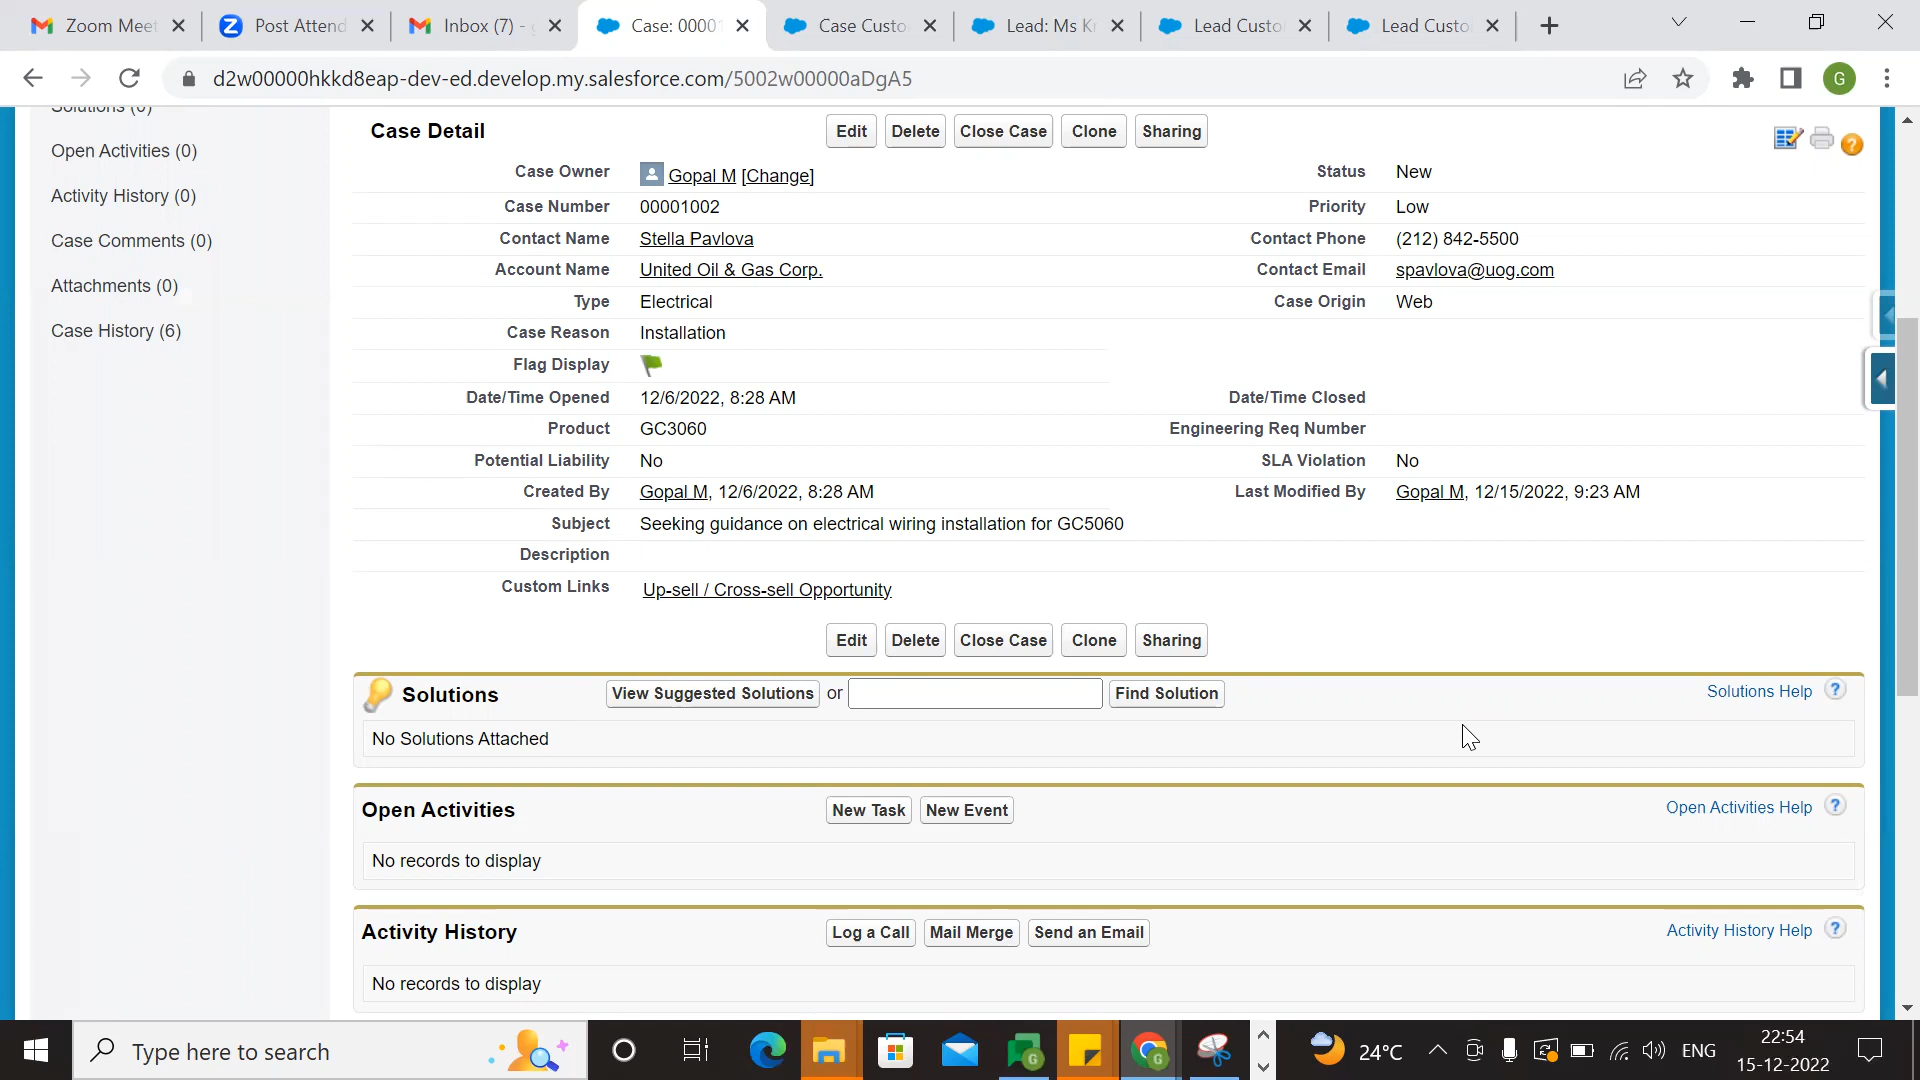 Zoom Meet
Post Attend
Inbox (7) -
Case: 0000
Case Custo
Lead: Ms K
Lead Custo
Lead Custo
d2w00000hkkd8eap-dev-ed.develop.my.salesforce.com/5002w00000aDgA5
G
Solutions (0)
Open Activities (0)
Activity History (0)
Case Comments (0)
Attachments (0)
Case History (6)
Case Detail
Edit Delete Close Case Clone Sharing
Case Owner Gopal M [Change] Status New
Case Number 00001002 Priority Low
Contact Name Stella Pavlova Contact Phone (212) 842-5500
Account Name United Oil & Gas Corp. Contact Email spavlova@uog.com
Type Electrical Case Origin Web
Case Reason Installation
Flag Display
Date/Time Opened 12/6/2022, 8:28 AM Date/Time Closed
Product GC3060 Engineering Req Number
Potential Liability No SLA Violation No
Created By Gopal M, 12/6/2022, 8:28 AM Last Modified By Gopal M, 12/15/2022, 9:23 AM
Subject Seeking guidance on electrical wiring installation for GC5060
Description
Custom Links Up-sell / Cross-sell Opportunity
Edit Delete Close Case Clone Sharing
Solutions View Suggested Solutions or Find Solution Solutions Help ?
No Solutions Attached
Open Activities New Task New Event Open Activities Help ?
No records to display
Activity History Log a Call Mail Merge Send an Email Activity History Help ?
No records to display
Type here to search
24°C
ENG
22:54
15-12-2022